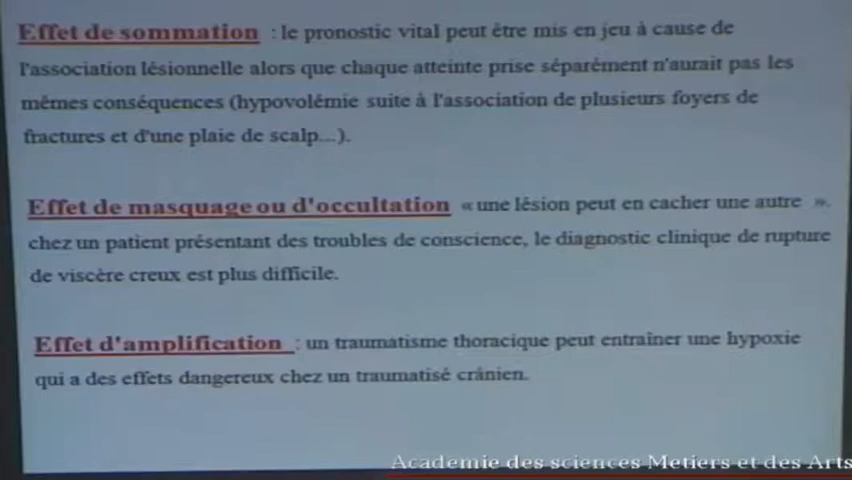 Effet de sommation : le pronostic vital peut être mis en jeu à cause de
l'association lésionnelle alors que chaque atteinte prise séparément n'aurait pas les
mêmes conséquences (hypovolémie suite à l'association de plusieurs foyers de
fractures et d'une plaie de scalp...).
Effet de masquage ou d'occultation « une lésion peut en cacher une autre ».
chez un patient présentant des troubles de conscience, le diagnostic clinique de rupture
de viscère creux est plus difficile.
Effet d'amplification : un traumatisme thoracique peut entraîner une hypoxie
qui a des effets dangereux chez un traumatisé crânien.
Academie des sciences Metiers et des Arts